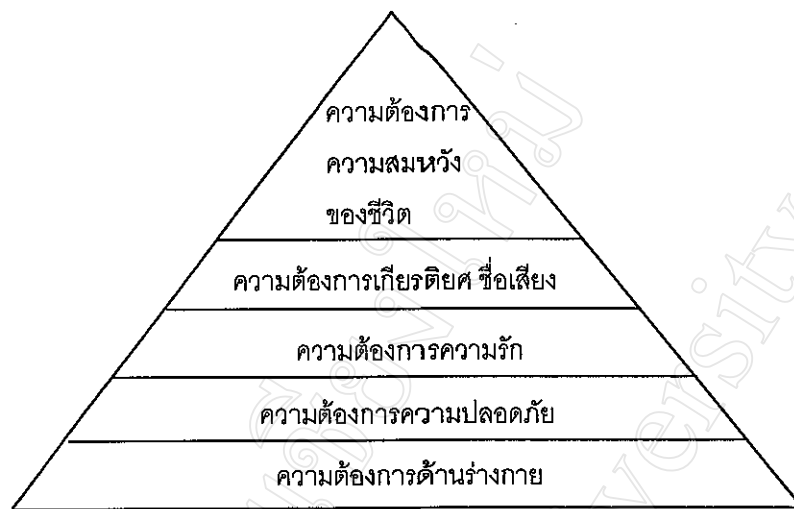 ความต้องการ
ความสมหวัง
ของชีวิต
ความต้องการเกียรติยศ ชื่อเสียง
ความต้องการความรัก
ความต้องการความปลอดภัย
ความต้องการด้านร่างกาย